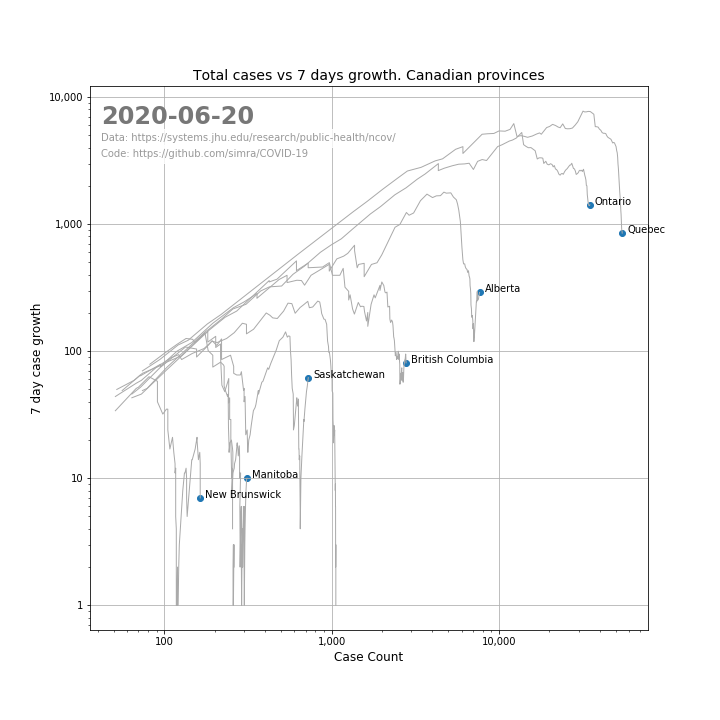 Total cases vs 7 days growth. Canadian provinces
10,000
2020-06-20
Data: https://systems.jhu.edu/research/public-health/ncov/
Code: https://github.com/simra/COVID-19
Ontario
1,000
Quebec
Alberta
7 day case growth
100
British Columbia
Saskatchewan
10
Manitoba
New Brunswick
1
100
1,000
10,000
Case Count